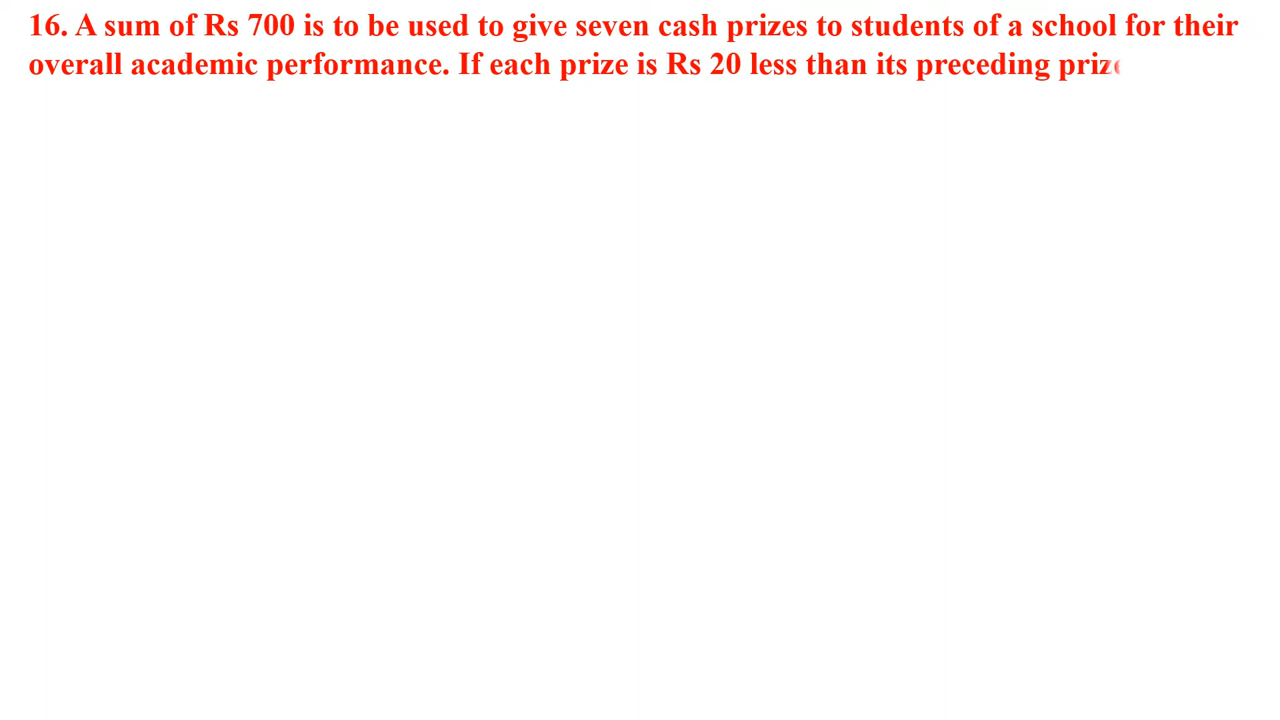 16. A sum of Rs 700 is to be used to give seven cash prizes to students of a school for their
overall academic performance. If each prize is Rs 20 less than its preceding prize